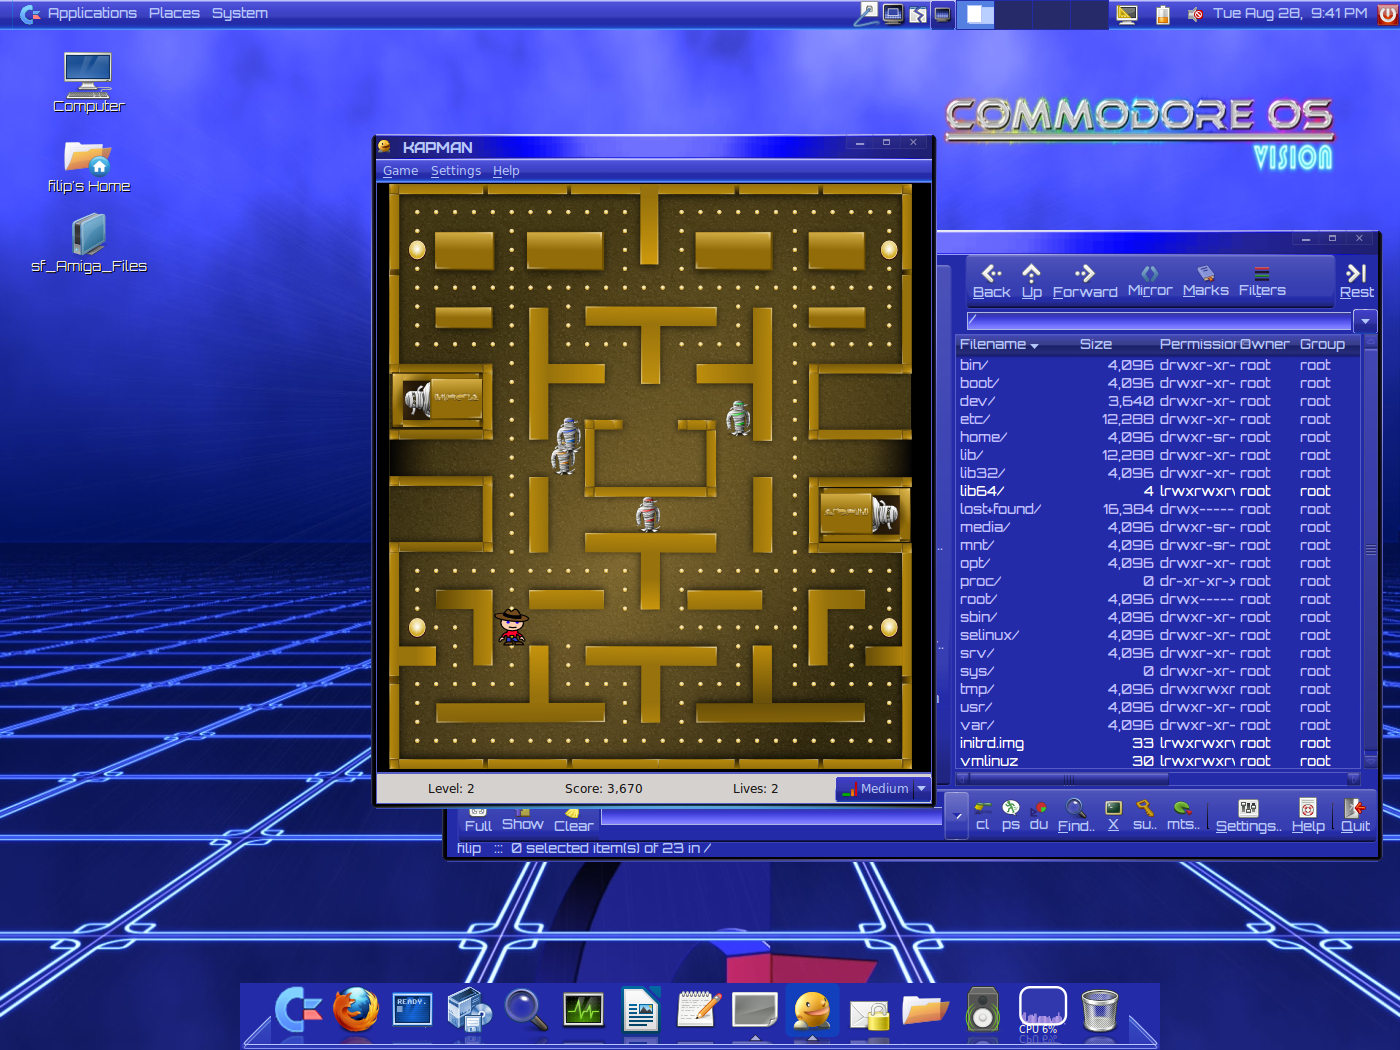 Applications Places System
Tue Aug 28, 9:41 PM
Computer
filip's Home
sf_Amiga_Files
COMMODORE OS
VISION
KAPMAN
Game Settings Help
Level: 2 Score: 3,670 Lives: 2 Medium
Back Up Forward Mirror Marks Filters Rest
/
Filename Size Permission Owner Group
bin/ 4,096 drwxr-xr- root root
boot/ 4,096 drwxr-xr- root root
dev/ 3,640 drwxr-xr- root root
etc/ 12,288 drwxr-xr- root root
home/ 4,096 drwxr-sr- root root
lib/ 12,288 drwxr-xr- root root
lib32/ 4,096 drwxr-xr- root root
lib64/ 4 lrwxrwxr root root
lost+found/ 16,384 drwx----- root root
media/ 4,096 drwxr-sr- root root
mnt/ 4,096 drwxr-sr- root root
opt/ 4,096 drwxr-xr- root root
proc/ 0 dr-xr-xr-x root root
root/ 4,096 drwx----- root root
sbin/ 4,096 drwxr-xr- root root
selinux/ 4,096 drwxr-xr- root root
srv/ 4,096 drwxr-xr- root root
sys/ 0 drwxr-xr- root root
tmp/ 4,096 drwxrwxr root root
usr/ 4,096 drwxr-xr- root root
var/ 4,096 drwxr-xr- root root
initrd.img 33 lrwxrwxr root root
vmlinuz 30 lrwxrwxr root root
Full Show Clear cl ps du Find.. X su.. mts.. Settings.. Help Quit
filip ::: 0 selected item(s) of 23 in /
READY.
CPU 6%